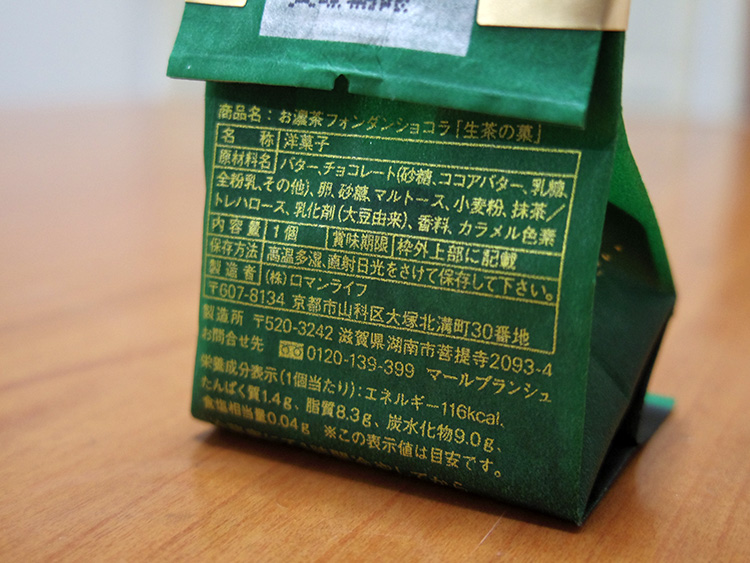 商品名：お濃茶フォンダンショコラ「生茶の菓」
名称 洋菓子
原材料名 バター、チョコレート(砂糖、ココアバター、乳糖、
全粉乳、その他)、卵、砂糖、マルトース、小麦粉、抹茶／
トレハロース、乳化剤(大豆由来)、香料、カラメル色素
内容量 1個 賞味期限 枠外上部に記載
保存方法 高温多湿、直射日光をさけて保存して下さい。
製造者 (株)ロマンライフ
〒607-8134 京都市山科区大塚北溝町30番地
製造所 〒520-3242 滋賀県湖南市菩提寺2093-4
お問合せ先 0120-139-399 マールブランシュ
栄養成分表示(1個当たり)：エネルギー116kcal、
たんぱく質1.4g、脂質8.3g、炭水化物9.0g、
食塩相当量0.04g ※この表示値は目安です。